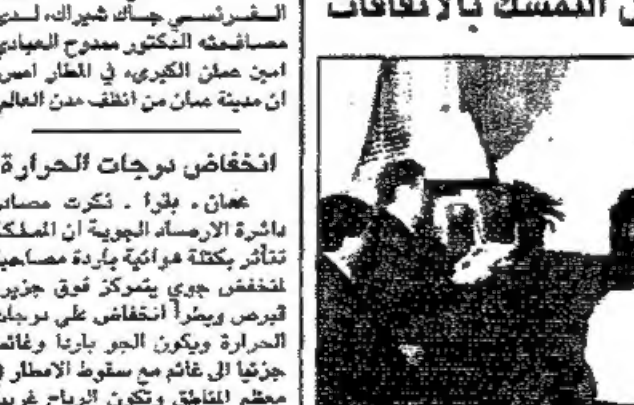 التمسك بالاتفاقات
الفرنسي جاك شيراك، لدى
مصافحته الدكتور ممدوح العبادي
امين عمان الكبرى، في المطار امس
ان مدينة عمان من انظف مدن العالم
انخفاض درجات الحرارة
عمان ـ بترا ـ ذكرت مصادر
دائرة الارصاد الجوية ان المملكة
تتأثر بكتلة هوائية باردة مصاحبة
لمنخفض جوي يتمركز فوق جزيرة
قبرص ويطرأ انخفاض على درجات
الحرارة ويكون الجو باردا وغائما
جزئيا الى غائم مع سقوط الامطار في
معظم المناطق وتكون الرياح غربية